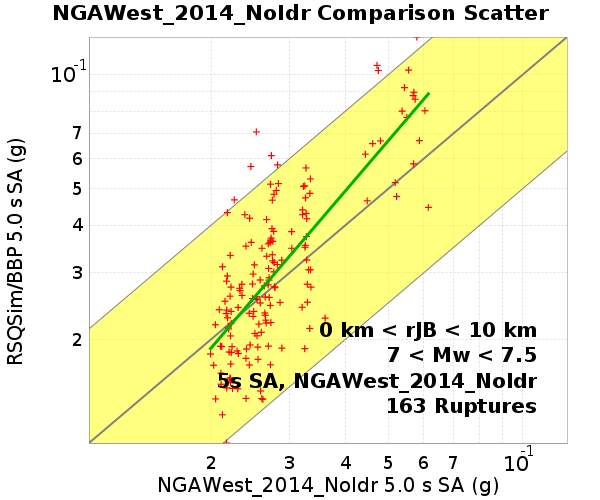 NGAWest_2014_NoIdr Comparison Scatter
RSQSim/BBP 5.0 s SA (g)
10⁻¹
7
6
5
4
3
2
0 km < rJB < 10 km
7 < Mw < 7.5
5s SA, NGAWest_2014_NoIdr
163 Ruptures
2 3 4 5 6 7 10⁻¹
NGAWest_2014_NoIdr 5.0 s SA (g)